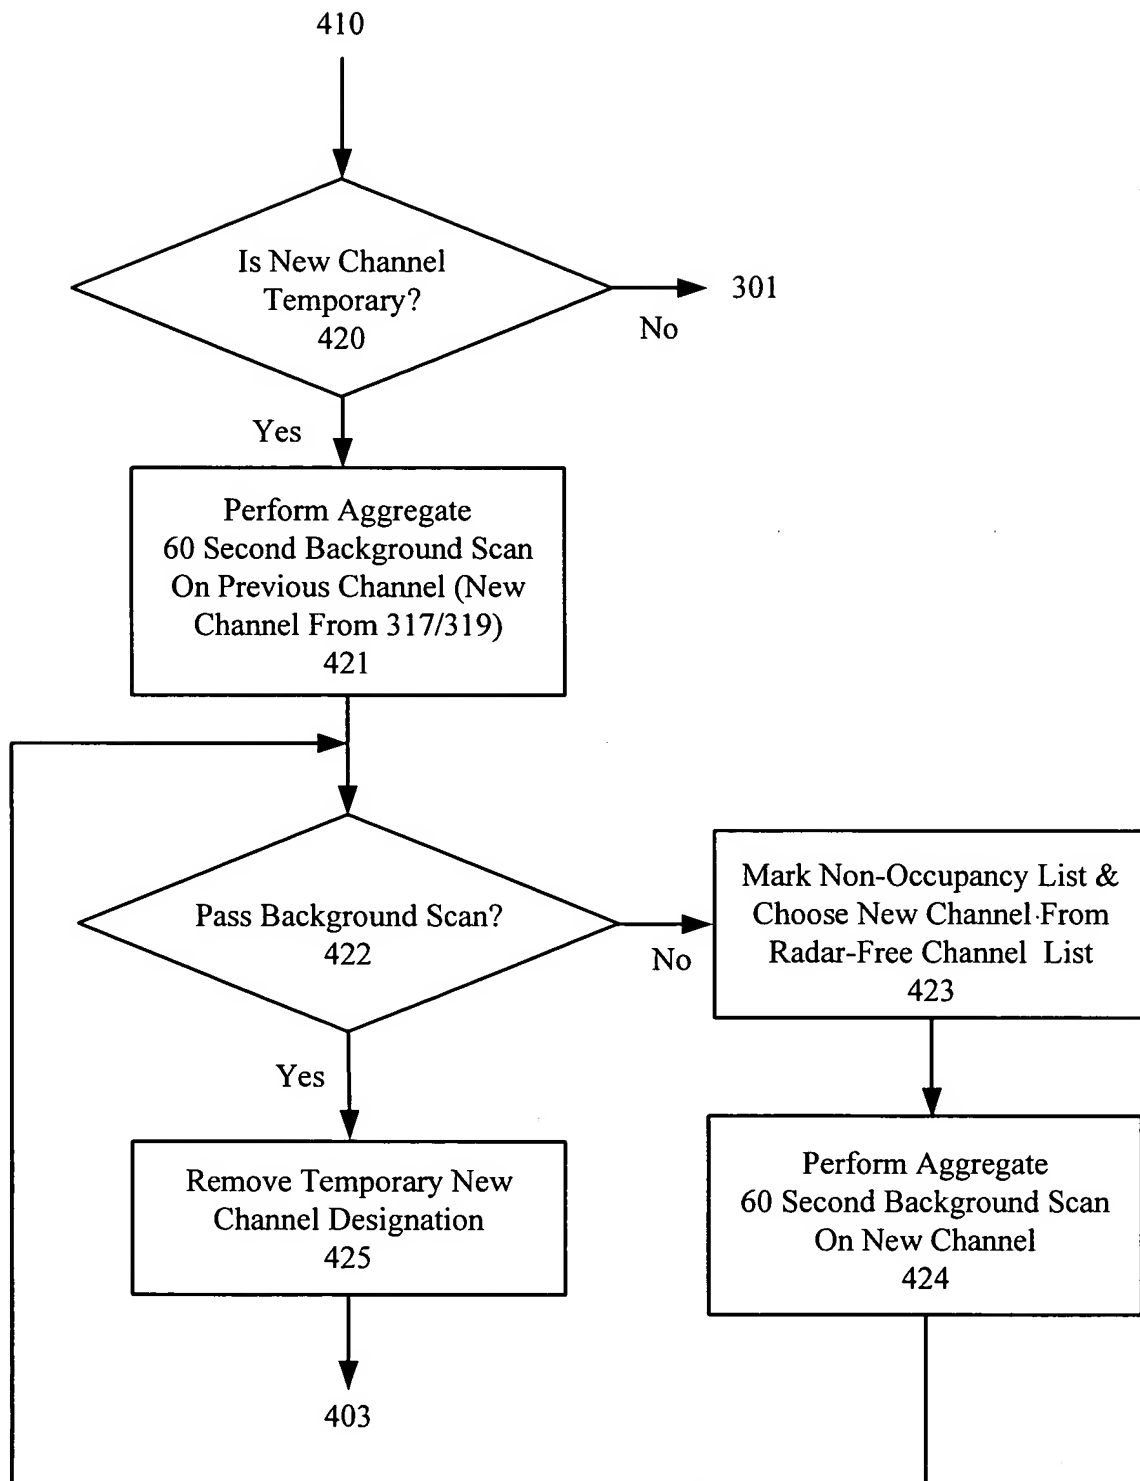 410
Is New Channel
Temporary?
420
301
No
Yes
Perform Aggregate
60 Second Background Scan
On Previous Channel (New
Channel From 317/319)
421
Pass Background Scan?
422
No
Mark Non-Occupancy List &
Choose New Channel From
Radar-Free Channel List
423
Yes
Remove Temporary New
Channel Designation
425
Perform Aggregate
60 Second Background Scan
On New Channel
424
403